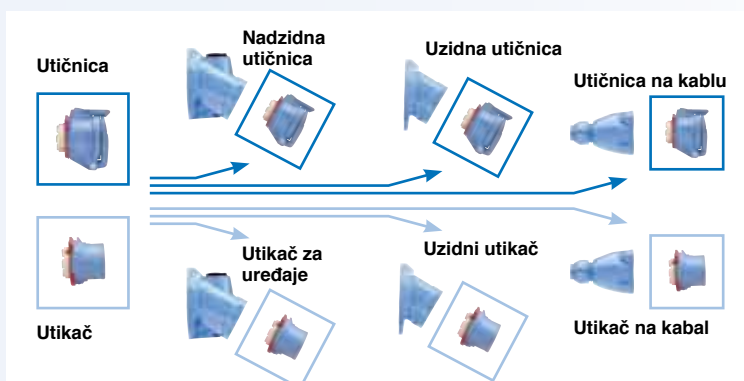 Utičnica
Nadzidna
utičnica
Uzidna utičnica
Utičnica na kablu
Utikač
Utikač za
uređaje
Uzidni utikač
Utikač na kabal